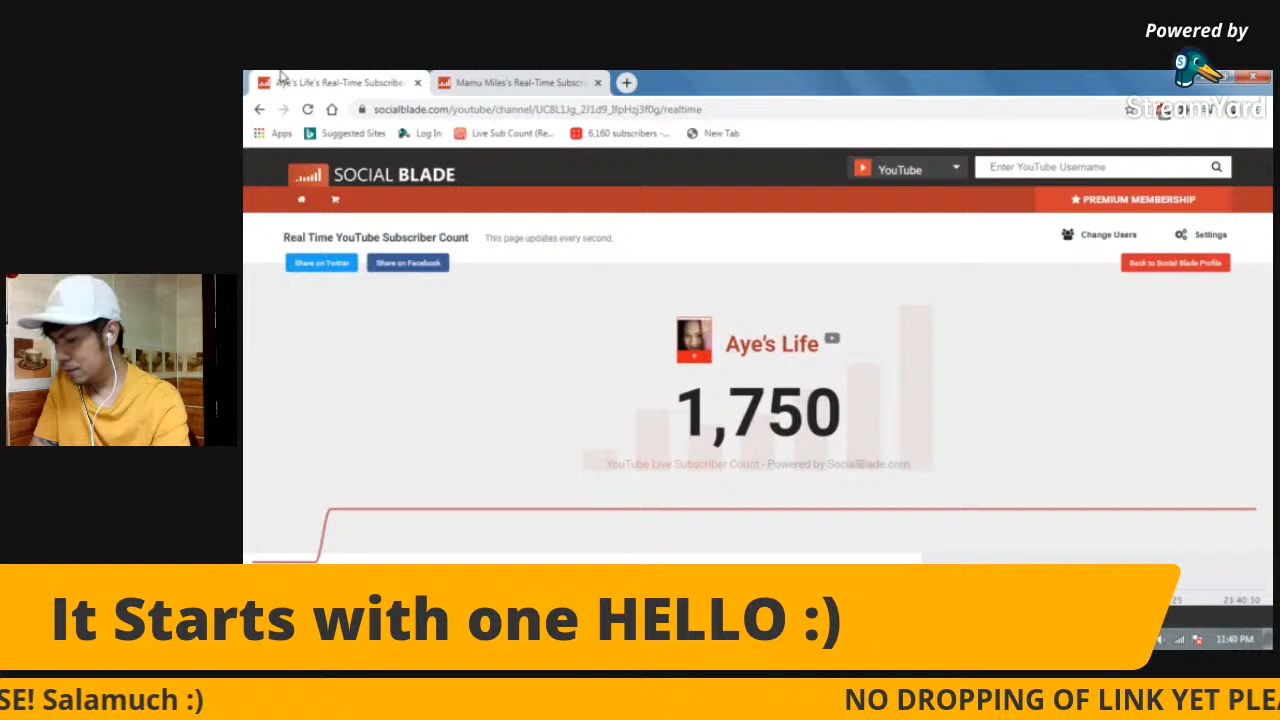 Powered by
StreamYard
Aye's Life's Real-Time Subscribe
Mamu Miles's Real-Time Subscr
socialblade.com/youtube/channel/UC8L1Jg_2J1d9_JfpHzj3f0g/realtime
Apps
Suggested Sites
Log In
Live Sub Count (Re...
6,160 subscribers -...
New Tab
SOCIAL BLADE
YouTube
Enter YouTube Username
PREMIUM MEMBERSHIP
Real Time YouTube Subscriber Count
This page updates every second.
Change Users
Settings
Share on Twitter
Share on Facebook
Back to Social Blade Profile
Aye's Life
1,750
YouTube Live Subscriber Count - Powered by SocialBlade.com
It Starts with one HELLO :)
11:40 PM
SE! Salamuch :)
NO DROPPING OF LINK YET PLEA